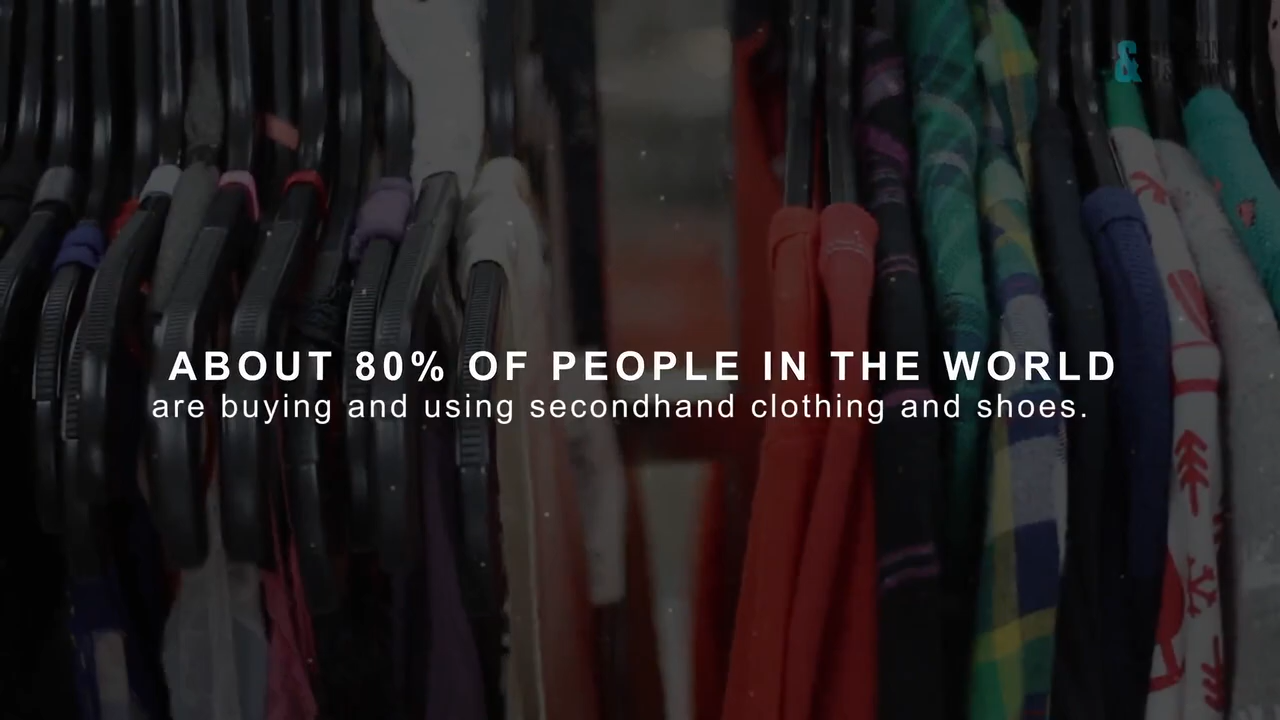 &
ABOUT 80% OF PEOPLE IN THE WORLD
are buying and using secondhand clothing and shoes.